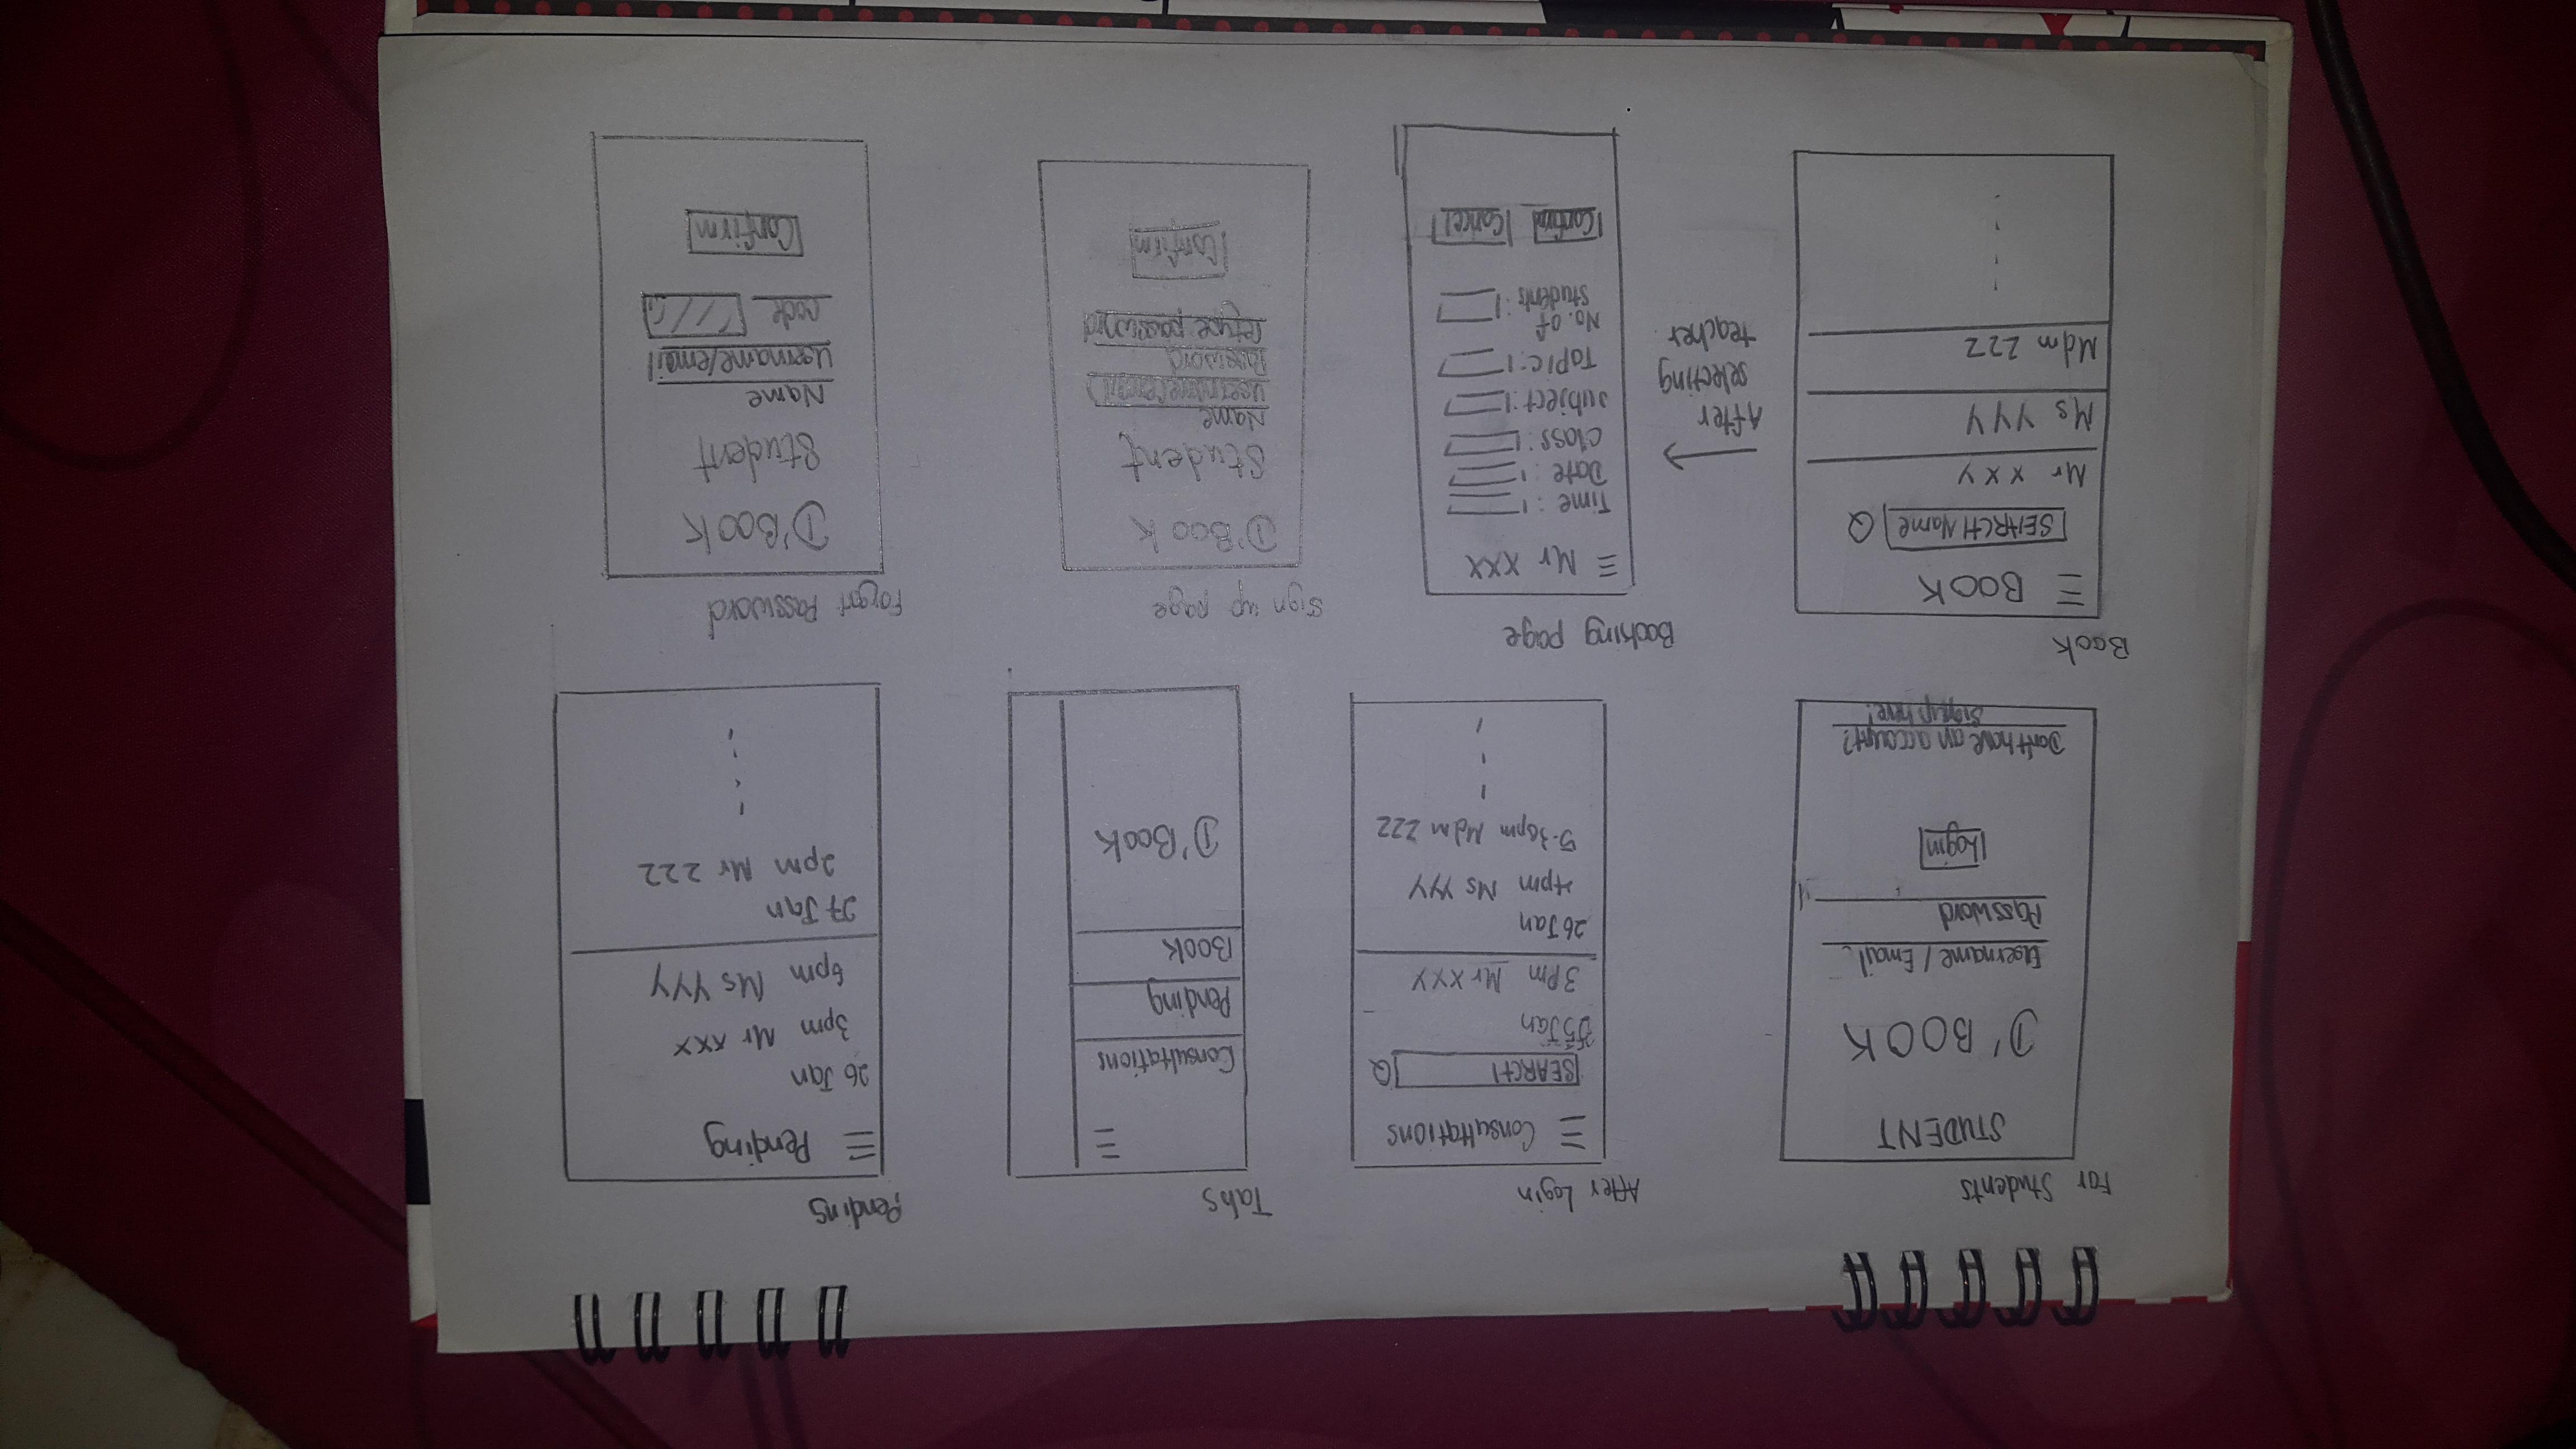 For Students
STUDENT
D'BOOK
Username / Email
Password
Login
Don't have an account?
Sign up here!
After Login
Consultations
SEARCH
Jan
3pm Mr XXY
26 Jan
4pm Ms YYY
5.30pm Mdm ZZZ
Tabs
Consultations
Pending
Book
D'Book
Pending
Pending
26 Jan
3pm Mr XXX
6pm Ms YYY
27 Jan
2pm Mr ZZZ
Book
BOOK
SEARCH Name
Mr XXY
Ms YYY
Mdm ZZZ
After
selecting
teacher
Booking page
Mr XXX
Time :
Date :
Class :
Subject :
Topic :
No. of
Students :
Confirm Cancel
Sign up page
D'Book
Student
Name
Username(email)
Password
retype password
Confirm
Forgot Password
D'Book
Student
Name
Username/email
code
Confirm